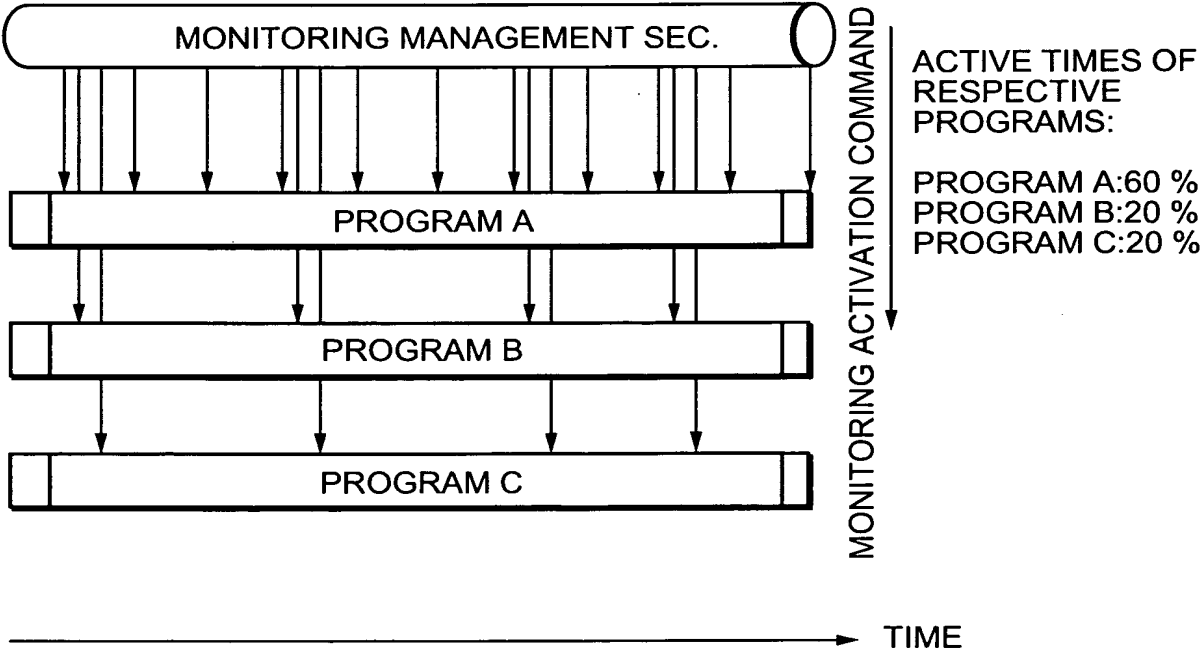 MONITORING MANAGEMENT SEC.
PROGRAM A
PROGRAM B
PROGRAM C
MONITORING ACTIVATION COMMAND
ACTIVE TIMES OF
RESPECTIVE
PROGRAMS:
PROGRAM A:60 %
PROGRAM B:20 %
PROGRAM C:20 %
TIME